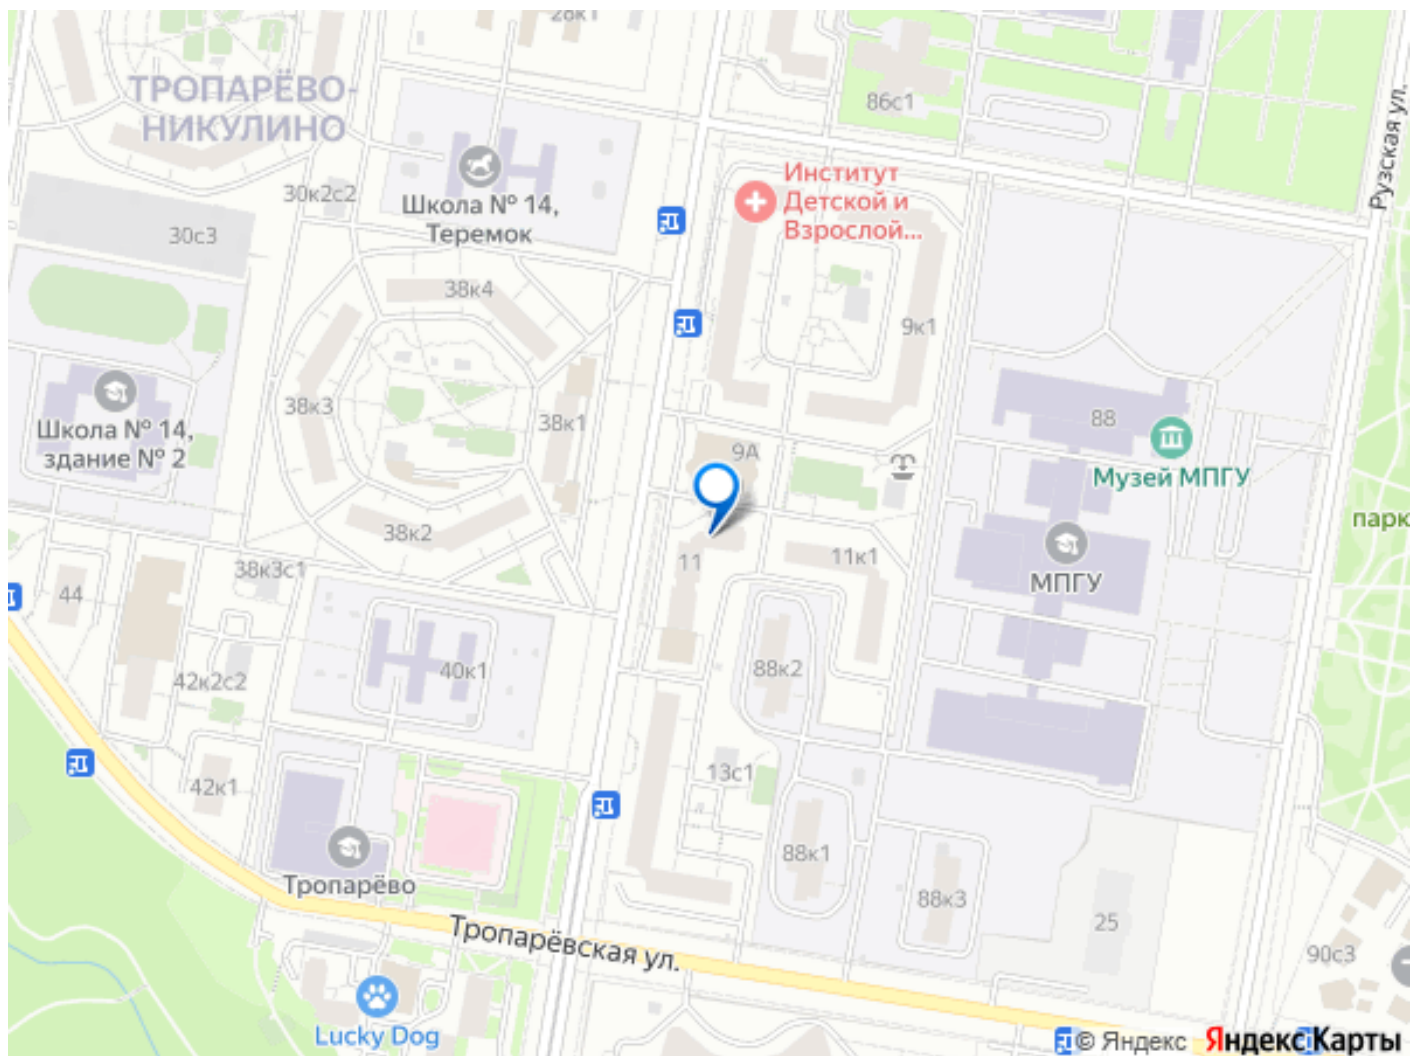 28к1
ТРОПАРЁВО-
НИКУЛИНО
86с1
Рузская ул.
Институт
Детской и
Взрослой...
30к2с2
Школа № 14,
Теремок
30с3
38к4
9к1
38к3
38к1
88
Школа № 14,
здание № 2
9А
Музей МПГУ
38к2
парк
11
11к1
38к3с1
МПГУ
44
40к1
88к2
42к2с2
13с1
42к1
88к1
Тропарёво
88к3
25
Тропарёвская ул.
90с3
Lucky Dog
© Яндекс Яндекс Карты